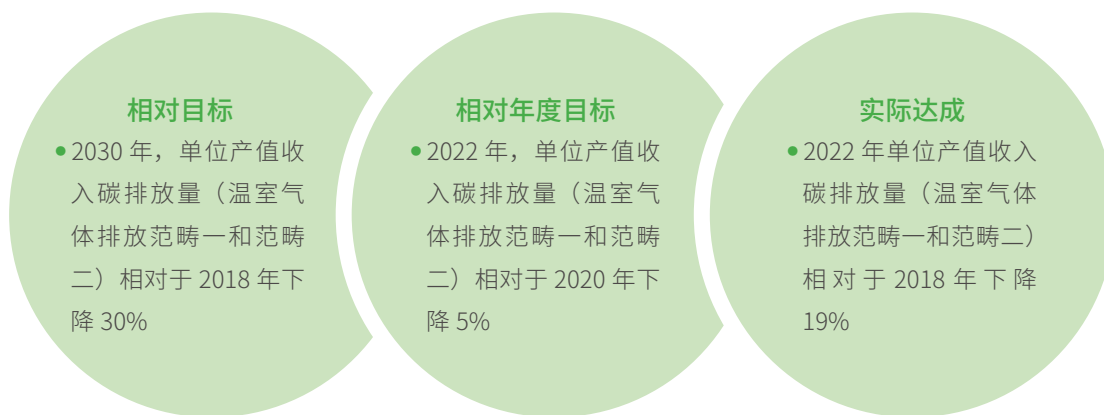 相对目标
•2030 年，单位产值收
入碳排放量（温室气
体排放范畴一和范畴
二）相对于 2018 年下
降 30%
相对年度目标
•2022 年，单位产值收
入碳排放量（温室气
体排放范畴一和范畴
二）相对于 2020 年下
降 5%
实际达成
•2022 年单位产值收入
碳排放量（温室气体
排放范畴一和范畴二）
相对于 2018 年下降
19%